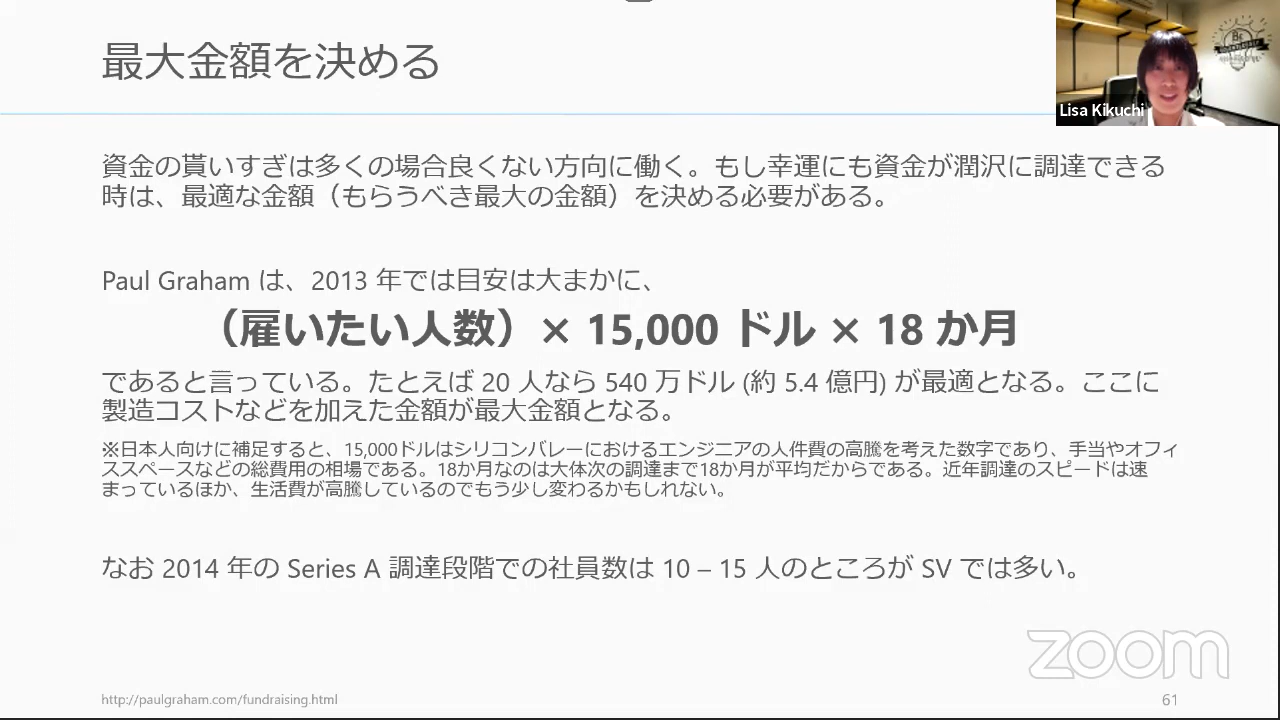 最大金額を決める
Lisa Kikuchi
資金の貰いすぎは多くの場合良くない方向に働く。もし幸運にも資金が潤沢に調達できる
時は、最適な金額（もらうべき最大の金額）を決める必要がある。
Paul Graham は、2013 年では目安は大まかに、
（雇いたい人数）× 15,000 ドル × 18 か月
であると言っている。たとえば 20 人なら 540 万ドル (約 5.4 億円) が最適となる。ここに
製造コストなどを加えた金額が最大金額となる。
※日本人向けに補足すると、15,000ドルはシリコンバレーにおけるエンジニアの人件費の高騰を考えた数字であり、手当やオフィ
ススペースなどの総費用の相場である。18か月なのは大体次の調達まで18か月が平均だからである。近年調達のスピードは速
まっているほか、生活費が高騰しているのでもう少し変わるかもしれない。
なお 2014 年の Series A 調達段階での社員数は 10 – 15 人のところが SV では多い。
zoom
http://paulgraham.com/fundraising.html
61